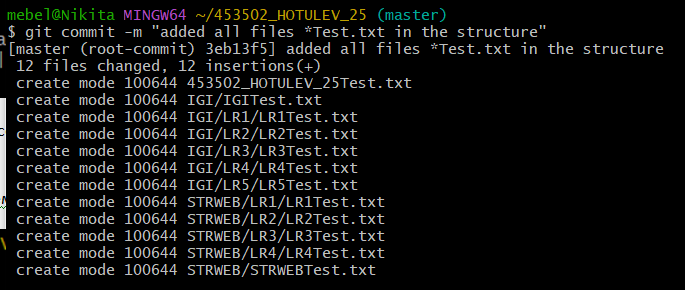 mebel@Nikita MINGW64 ~/453502_HOTULEV_25 (master)
$ git commit -m "added all files *Test.txt in the structure"
[master (root-commit) 3eb13f5] added all files *Test.txt in the structure
 12 files changed, 12 insertions(+)
 create mode 100644 453502_HOTULEV_25Test.txt
 create mode 100644 IGI/IGITest.txt
 create mode 100644 IGI/LR1/LR1Test.txt
 create mode 100644 IGI/LR2/LR2Test.txt
 create mode 100644 IGI/LR3/LR3Test.txt
 create mode 100644 IGI/LR4/LR4Test.txt
 create mode 100644 IGI/LR5/LR5Test.txt
 create mode 100644 STRWEB/LR1/LR1Test.txt
 create mode 100644 STRWEB/LR2/LR2Test.txt
 create mode 100644 STRWEB/LR3/LR3Test.txt
 create mode 100644 STRWEB/LR4/LR4Test.txt
 create mode 100644 STRWEB/STRWEBTest.txt